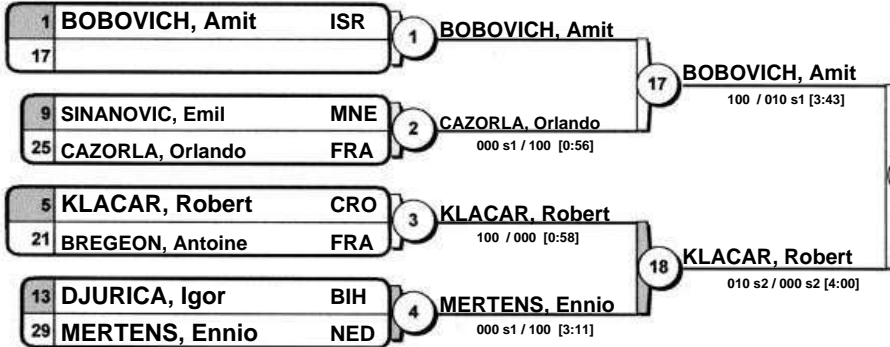 1 BOBOVICH, Amit ISR
17
1
BOBOVICH, Amit
9 SINANOVIC, Emil MNE
25 CAZORLA, Orlando FRA
2
CAZORLA, Orlando
000 s1 / 100 [0:56]
17
BOBOVICH, Amit
100 / 010 s1 [3:43]
5 KLACAR, Robert CRO
21 BREGEON, Antoine FRA
3
KLACAR, Robert
100 / 000 [0:58]
13 DJURICA, Igor BIH
29 MERTENS, Ennio NED
4
MERTENS, Ennio
000 s1 / 100 [3:11]
18
KLACAR, Robert
010 s2 / 000 s2 [4:00]